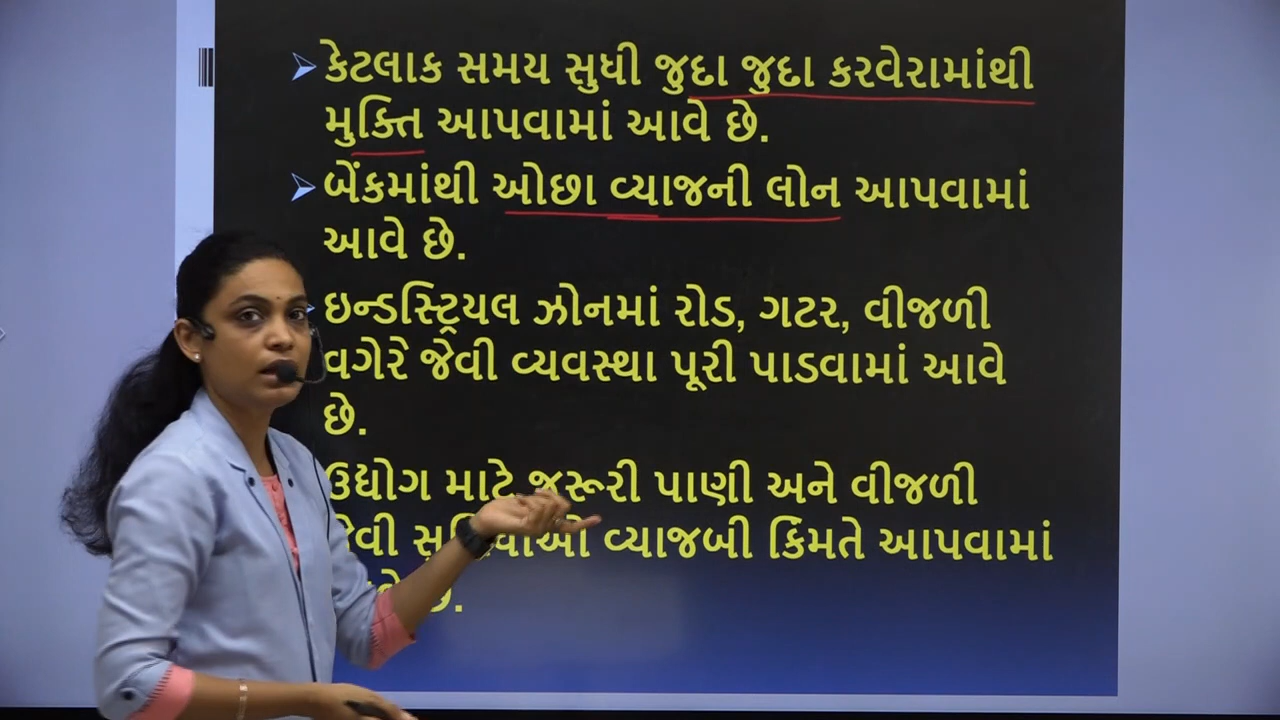 કેટલાક સમય સુધી જુદા જુદા કરવેરામાંથી
મુક્તિ આપવામાં આવે છે.
બેંકમાંથી ઓછા વ્યાજની લોન આપવામાં
આવે છે.
ઇન્ડસ્ટ્રિયલ ઝોનમાં રોડ, ગટર, વીજળી
વગેરે જેવી વ્યવસ્થા પૂરી પાડવામાં આવે
છે.
ઉદ્યોગ માટે જરૂરી પાણી અને વીજળી
વ્યાજબી કિંમતે આપવામાં
છે.